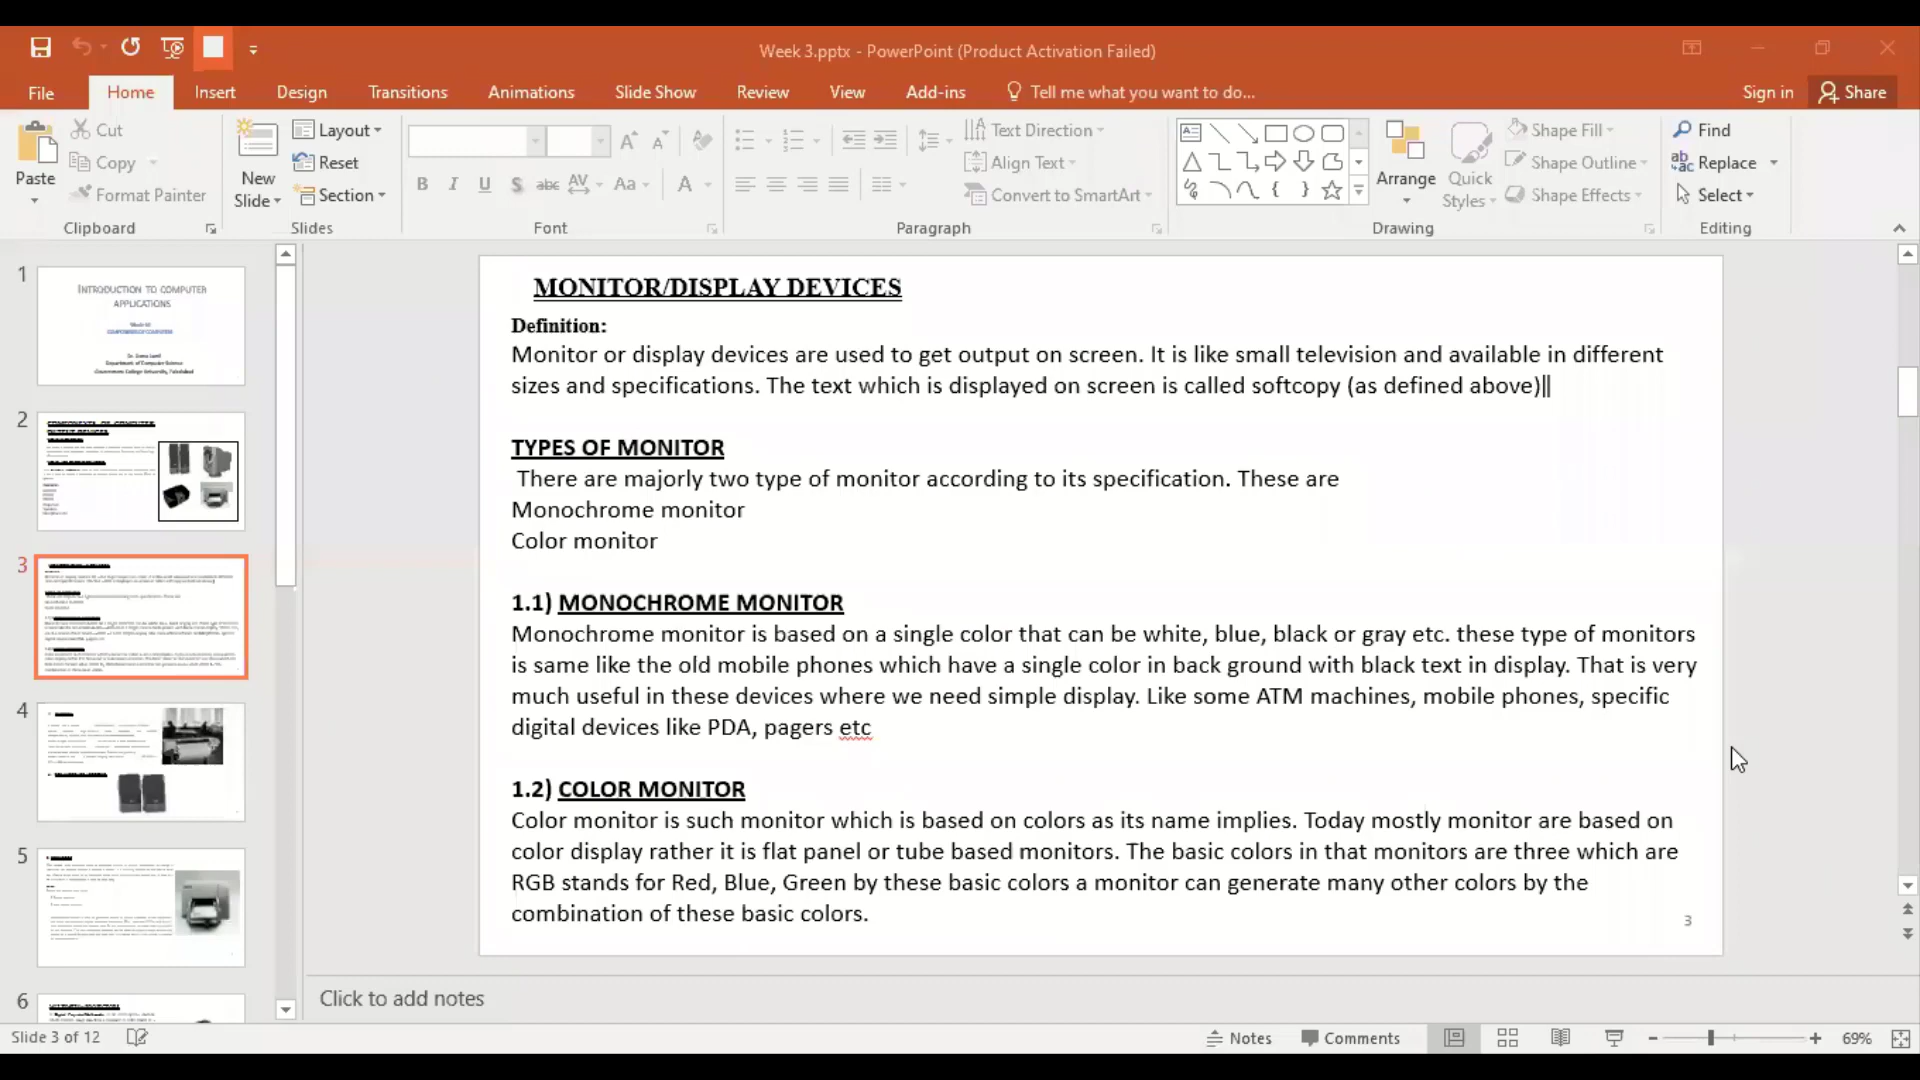 Week 3.pptx - PowerPoint (Product Activation Failed)
File Home Insert Design Transitions Animations Slide Show Review View Add-ins Tell me what you want to do... Sign in Share
Paste
Cut
Copy
Format Painter
Clipboard
New
Slide
Layout
Reset
Section
Slides
B I U S abc AV Aa A
Font
Text Direction
Align Text
Convert to SmartArt
Paragraph
Arrange
Quick
Styles
Shape Fill
Shape Outline
Shape Effects
Drawing
Find
Replace
Select
Editing
1
INTRODUCTION TO COMPUTER
APPLICATIONS
Department of Computer Science
2
3
4
5
6
MONITOR/DISPLAY DEVICES
Definition:
Monitor or display devices are used to get output on screen. It is like small television and available in different
sizes and specifications. The text which is displayed on screen is called softcopy (as defined above)||
TYPES OF MONITOR
There are majorly two type of monitor according to its specification. These are
Monochrome monitor
Color monitor
1.1) MONOCHROME MONITOR
Monochrome monitor is based on a single color that can be white, blue, black or gray etc. these type of monitors
is same like the old mobile phones which have a single color in back ground with black text in display. That is very
much useful in these devices where we need simple display. Like some ATM machines, mobile phones, specific
digital devices like PDA, pagers etc
1.2) COLOR MONITOR
Color monitor is such monitor which is based on colors as its name implies. Today mostly monitor are based on
color display rather it is flat panel or tube based monitors. The basic colors in that monitors are three which are
RGB stands for Red, Blue, Green by these basic colors a monitor can generate many other colors by the
combination of these basic colors.
3
Click to add notes
Slide 3 of 12
Notes Comments 69%